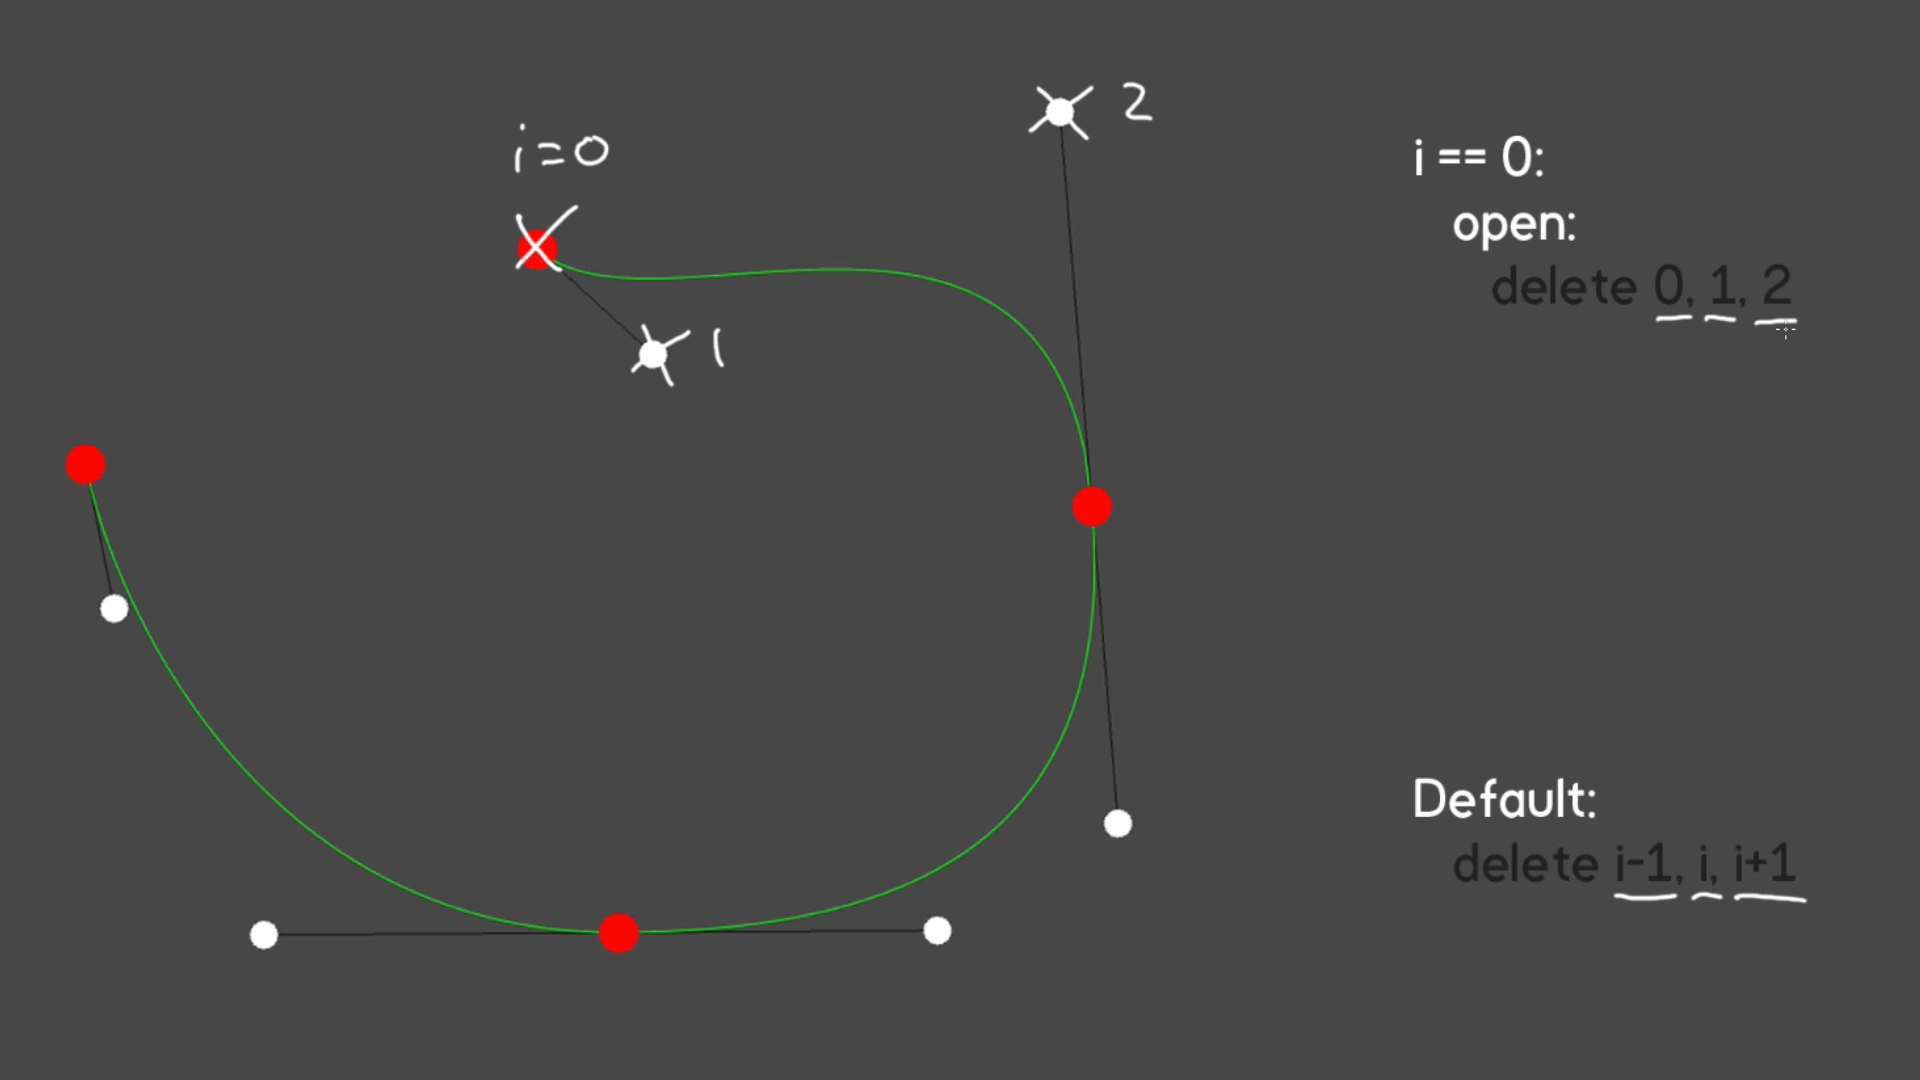 2
i=0
1
i == 0:
open:
delete 0, 1, 2
Default:
delete i-1, i, i+1